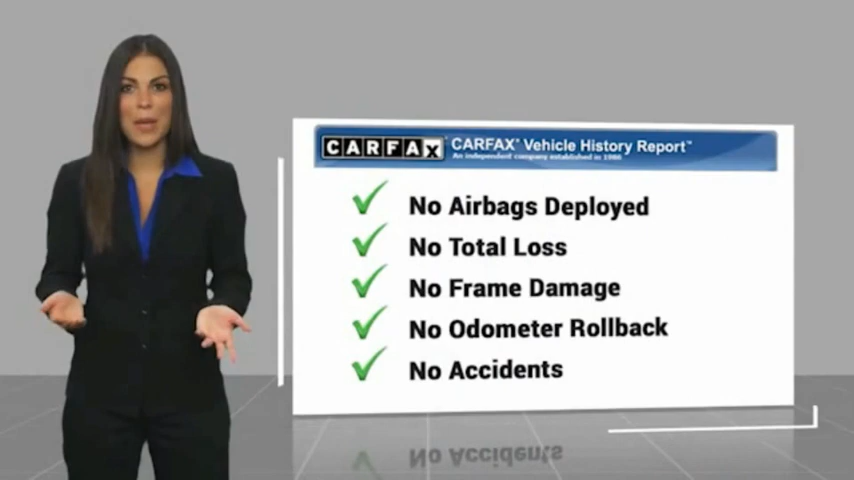 CARFAX CARFAX® Vehicle History Report™
An independent company established in 1986
No Airbags Deployed
No Total Loss
No Frame Damage
No Odometer Rollback
No Accidents
No Accidents